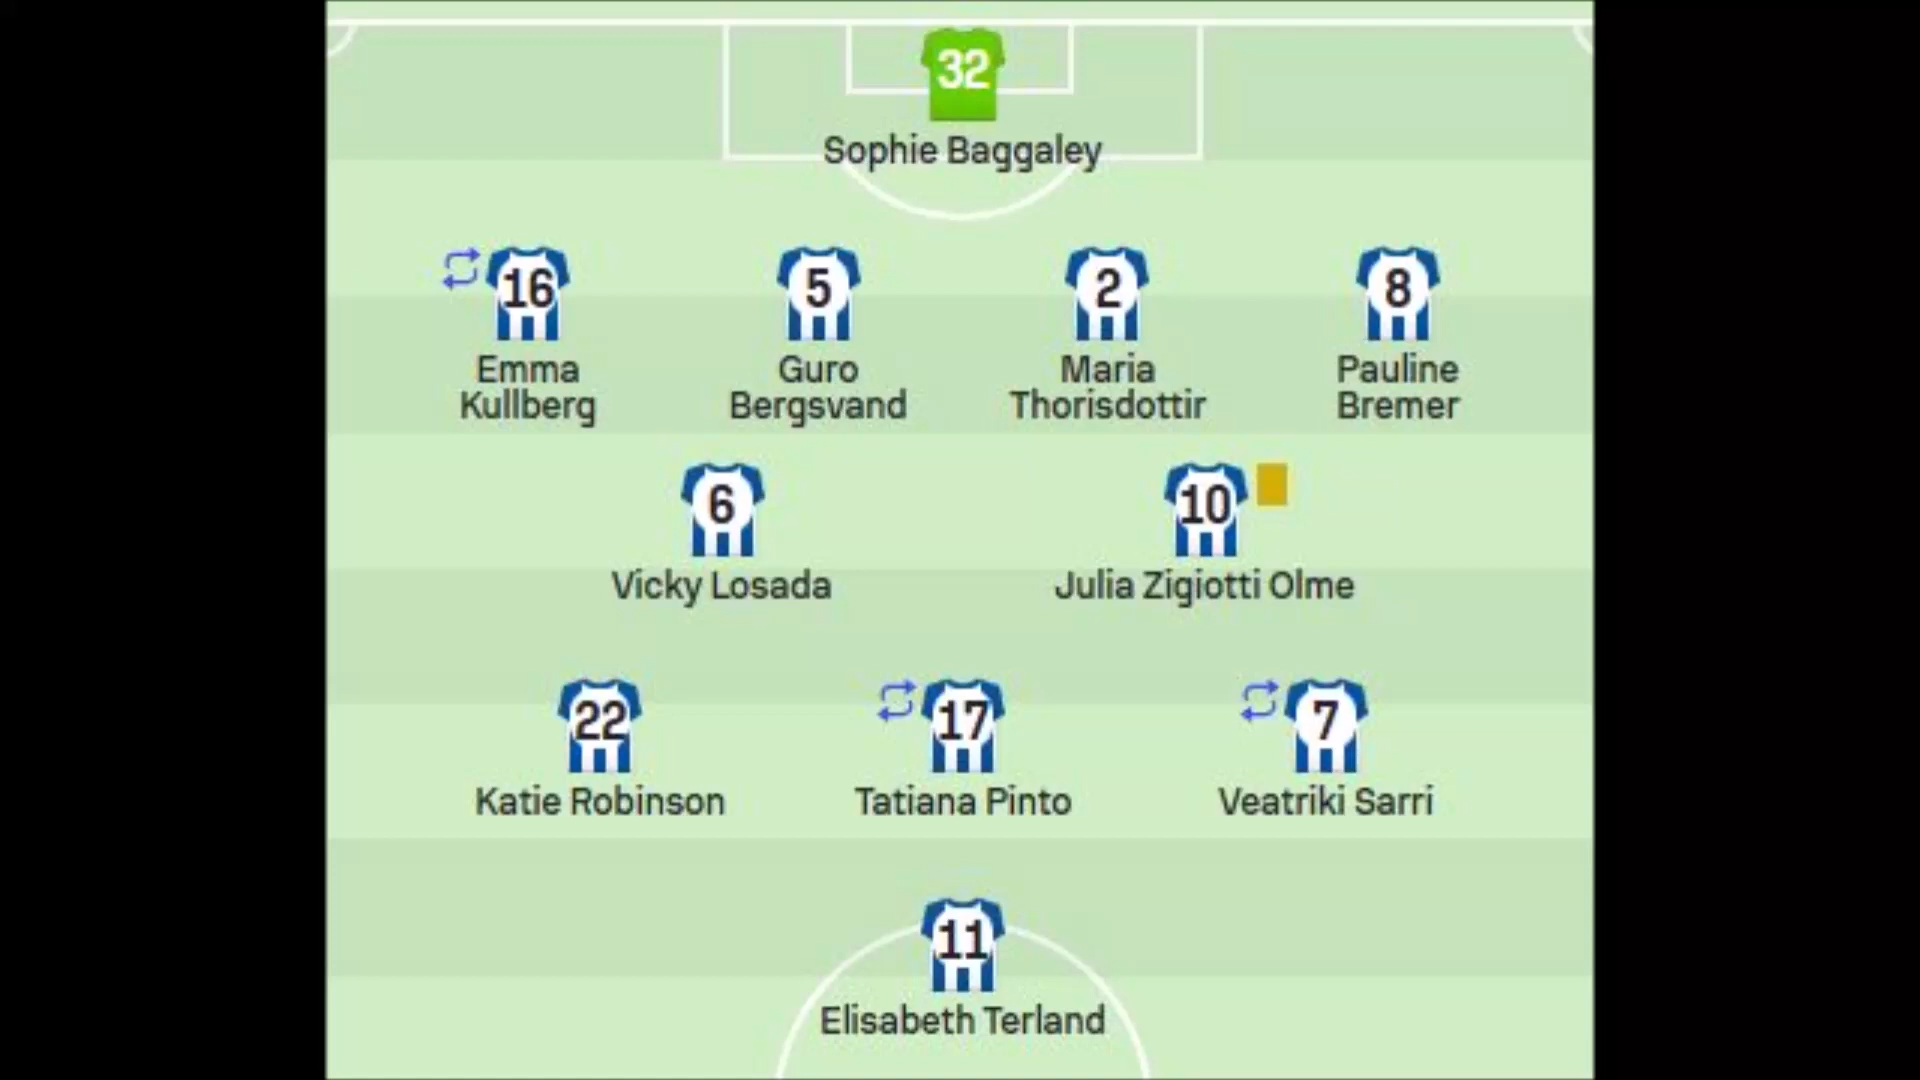 32
Sophie Baggaley
16
5
2
8
Emma
Kullberg
Guro
Bergsvand
Maria
Thorisdottir
Pauline
Bremer
6
10
Vicky Losada
Julia Zigiotti Olme
22
17
7
Katie Robinson
Tatiana Pinto
Veatriki Sarri
11
Elisabeth Terland